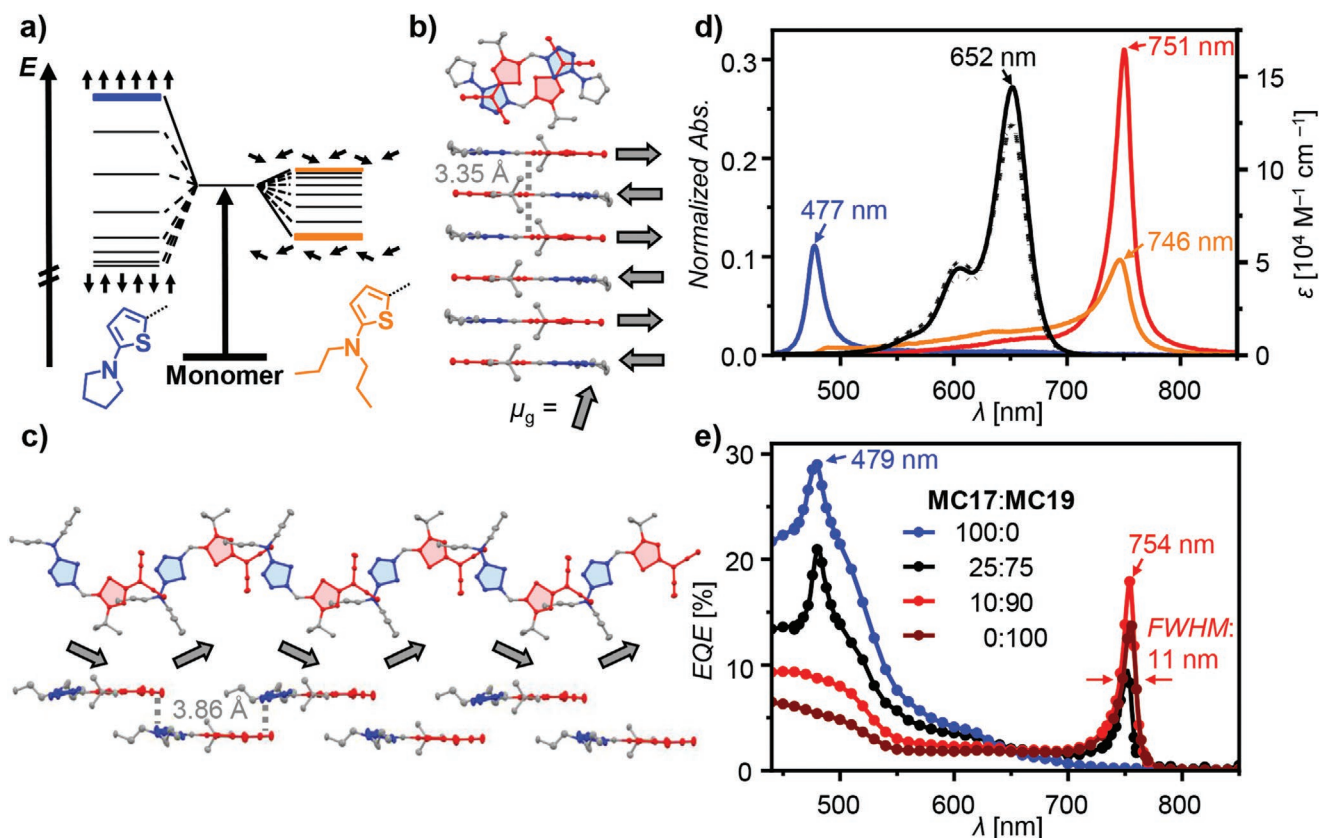 a)
E
S
N
Monomer
S
N
b)
3.35 Å
μg =
c)
3.86 Å
d)
Normalized Abs.
0.3
0.2
0.1
0.0
477 nm
652 nm
751 nm
746 nm
15
10
5
0
ε [10⁴ M⁻¹ cm⁻¹]
500
600
700
800
λ [nm]
e)
EQE [%]
30
20
10
0
479 nm
MC17:MC19
100:0
25:75
10:90
0:100
754 nm
FWHM:
11 nm
500
600
700
800
λ [nm]